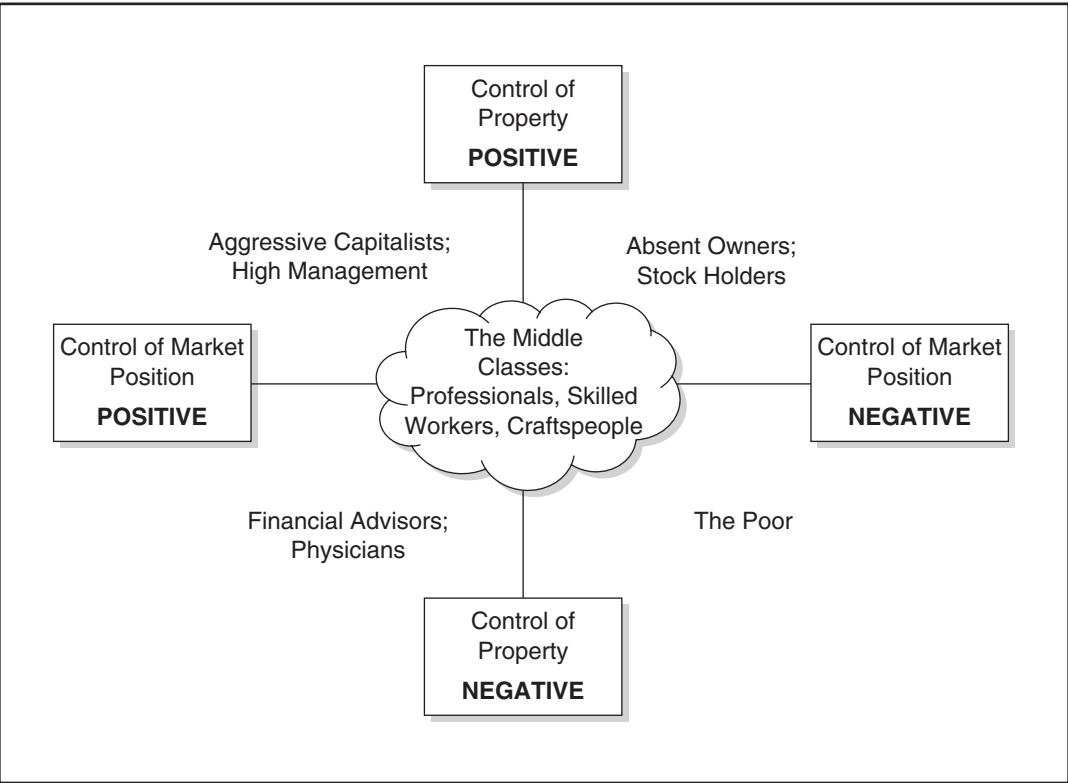 Control of
Property
POSITIVE
Aggressive Capitalists;
High Management
Absent Owners;
Stock Holders
Control of Market
Position
POSITIVE
The Middle
Classes:
Professionals, Skilled
Workers, Craftspeople
Control of Market
Position
NEGATIVE
Financial Advisors;
Physicians
The Poor
Control of
Property
NEGATIVE